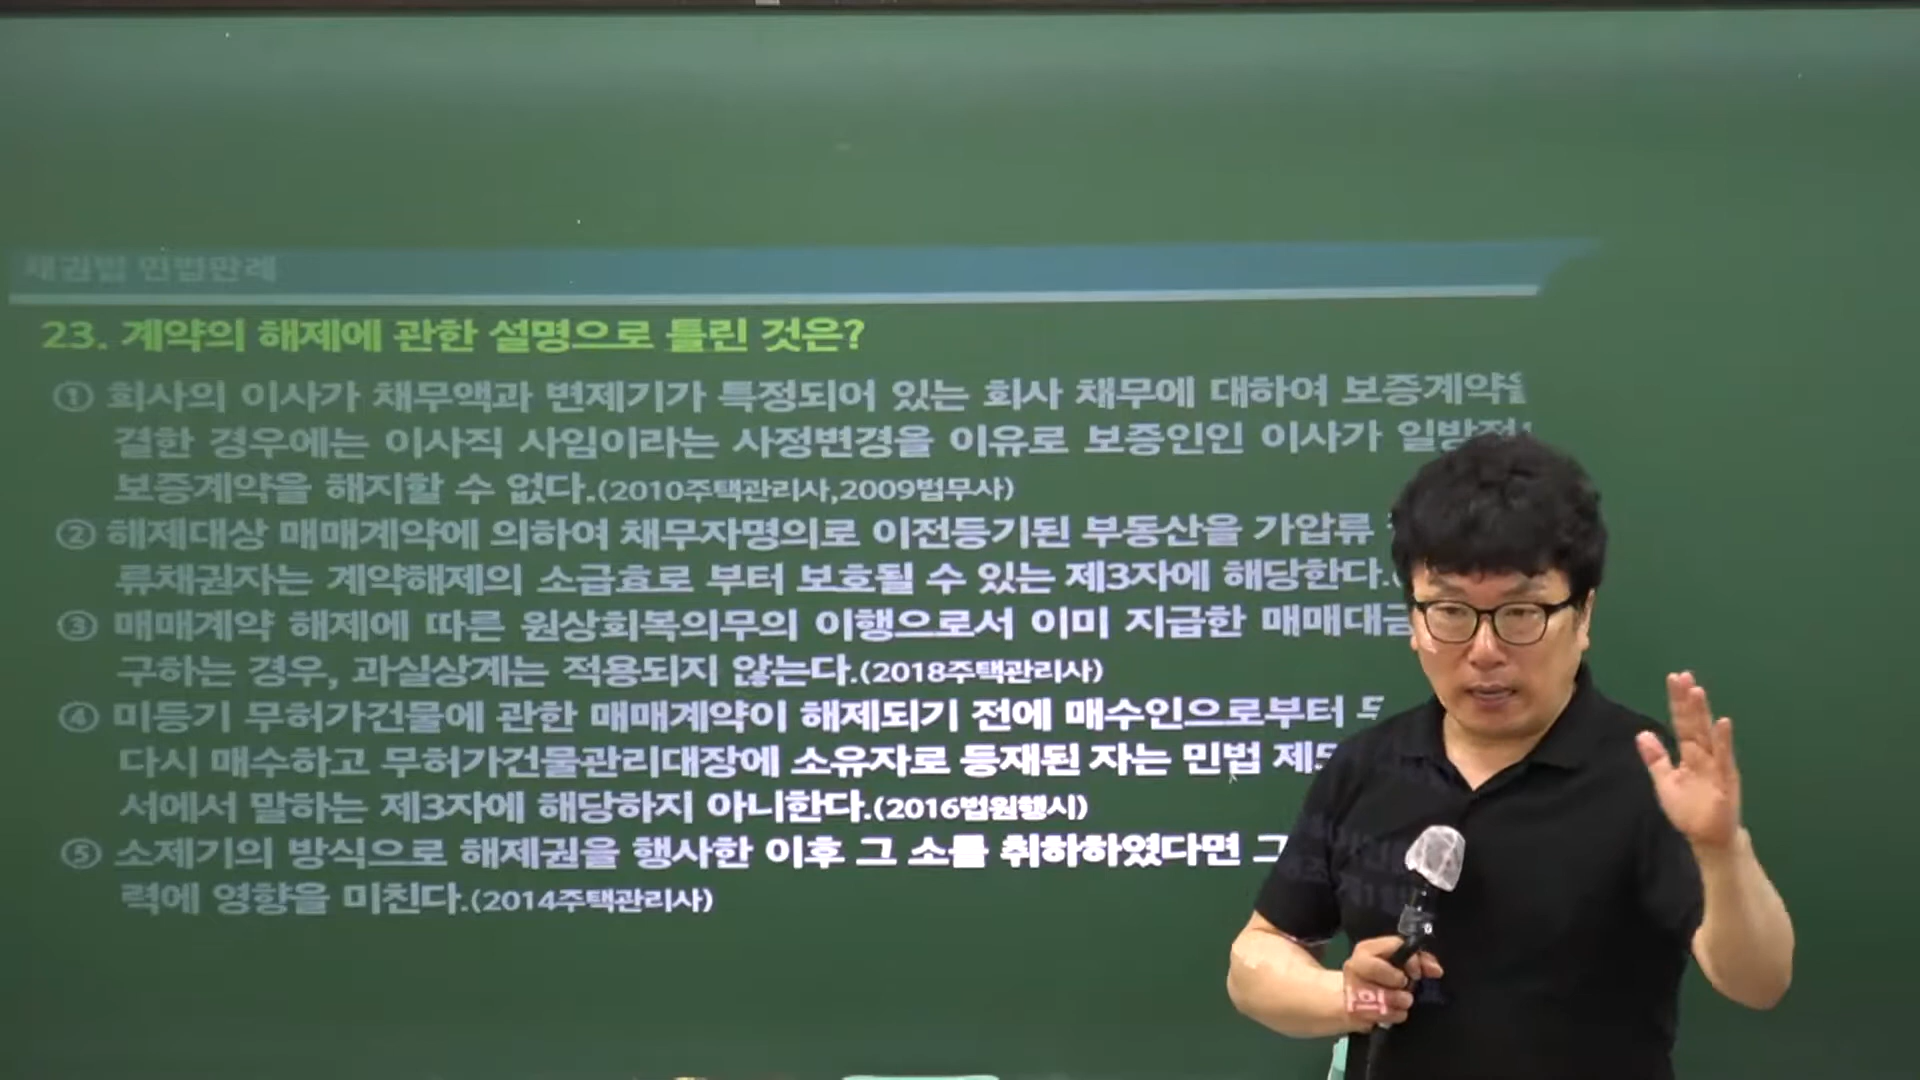 채권법 민법판례
23. 계약의 해제에 관한 설명으로 틀린 것은?
① 회사의 이사가 채무액과 변제기가 특정되어 있는 회사 채무에 대하여 보증계약을
결한 경우에는 이사직 사임이라는 사정변경을 이유로 보증인인 이사가
보증계약을 해지할 수 없다.(2010주택관리사,2009법무사)
② 해제대상 매매계약에 의하여 채무자명의로 이전등기된 부동산을 가압류
류채권자는 계약해제의 소급효로 부터 보호될 수 있는 제3자에 해당한다.(
③ 매매계약 해제에 따른 원상회복의무의 이행으로서 이미 지급한 매매대금
구하는 경우, 과실상계는 적용되지 않는다.(2018주택관리사)
④ 미등기 무허가건물에 관한 매매계약이 해제되기 전에 매수인으로부터
다시 매수하고 무허가건물관리대장에 소유자로 등재된 자는 민법
서에서 말하는 제3자에 해당하지 아니한다.(2016법원행시)
⑤ 소제기의 방식으로 해제권을 행사한 이후 그 소를 취하하였다면 그
력에 영향을 미친다.(2014주택관리사)